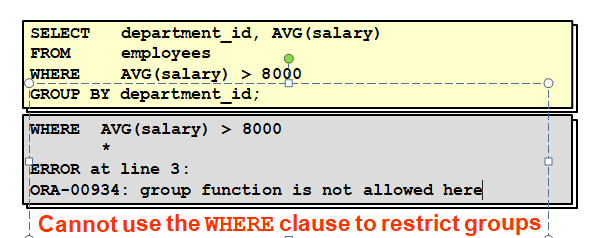 SELECT department_id, AVG(salary)
FROM employees
WHERE AVG(salary) > 8000
GROUP BY department_id;
WHERE AVG(salary) > 8000
*
ERROR at line 3:
ORA-00934: group function is not allowed here
Cannot use the WHERE clause to restrict groups